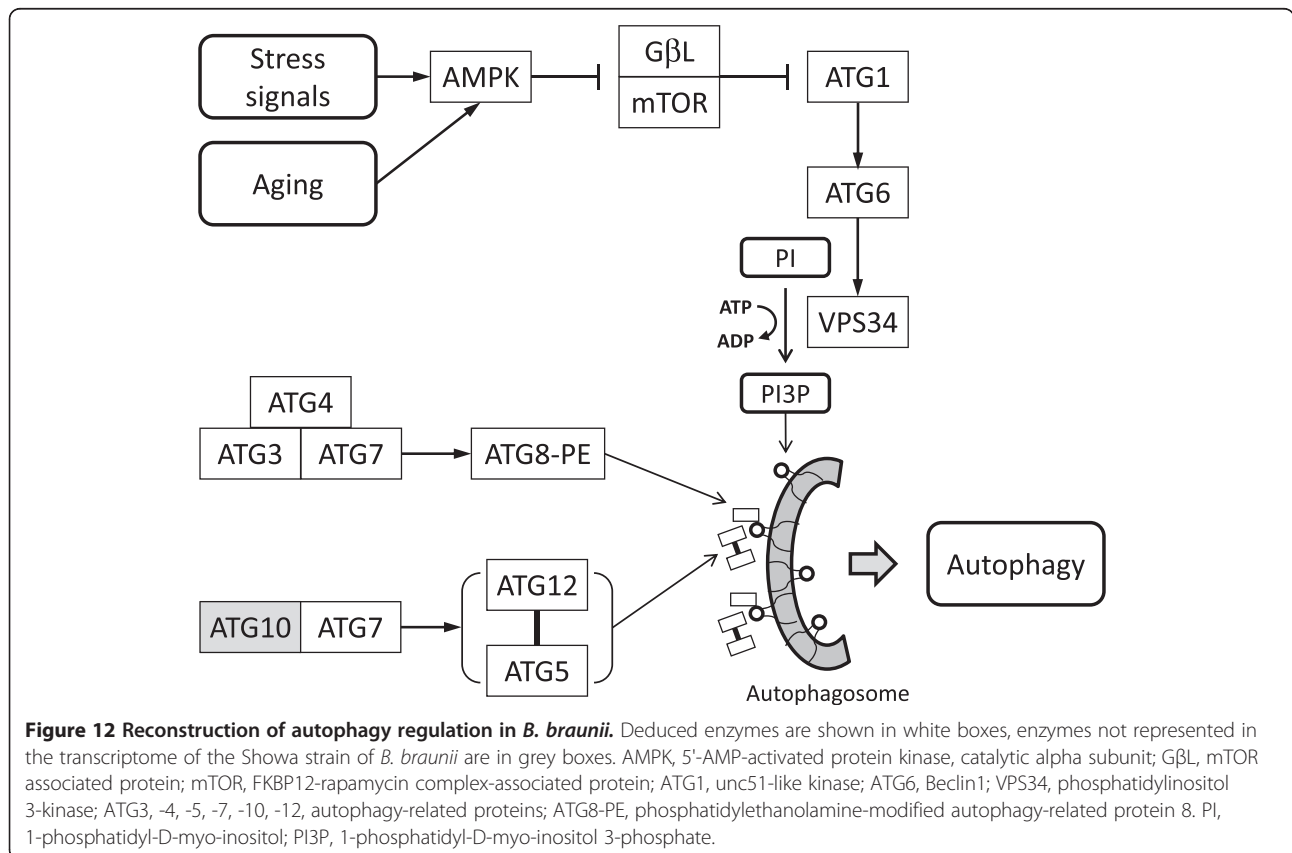 Stress
signals
AMPK
GβL
mTOR
ATG1
Aging
ATG6
PI
ATP
ADP
VPS34
PI3P
ATG4
ATG3 ATG7
ATG8-PE
ATG12
ATG10 ATG7
ATG5
Autophagy
Autophagosome
Figure 12 Reconstruction of autophagy regulation in B. braunii. Deduced enzymes are shown in white boxes, enzymes not represented in
the transcriptome of the Showa strain of B. braunii are in grey boxes. AMPK, 5'-AMP-activated protein kinase, catalytic alpha subunit; GβL, mTOR
associated protein; mTOR, FKBP12-rapamycin complex-associated protein; ATG1, unc51-like kinase; ATG6, Beclin1; VPS34, phosphatidylinositol
3-kinase; ATG3, -4, -5, -7, -10, -12, autophagy-related proteins; ATG8-PE, phosphatidylethanolamine-modified autophagy-related protein 8. PI,
1-phosphatidyl-D-myo-inositol; PI3P, 1-phosphatidyl-D-myo-inositol 3-phosphate.